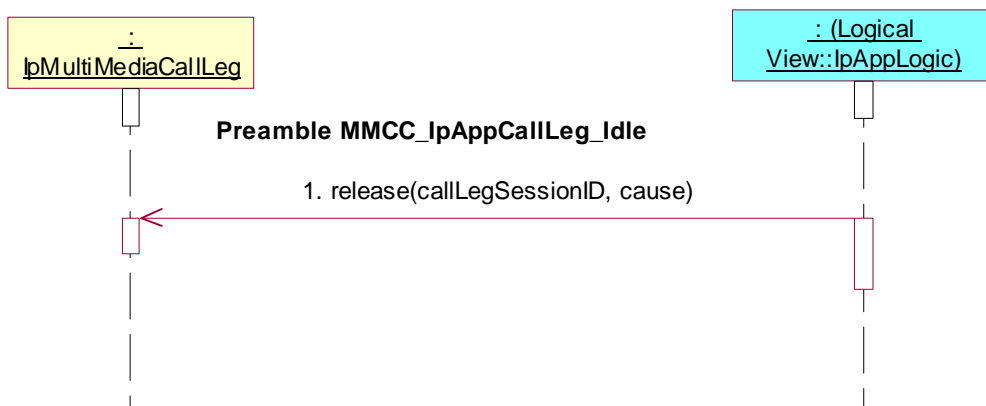 :
IpMultiMediaCallLeg
: (Logical
View::IpAppLogic)
Preamble MMCC_IpAppCallLeg_Idle
1. release(callLegSessionID, cause)